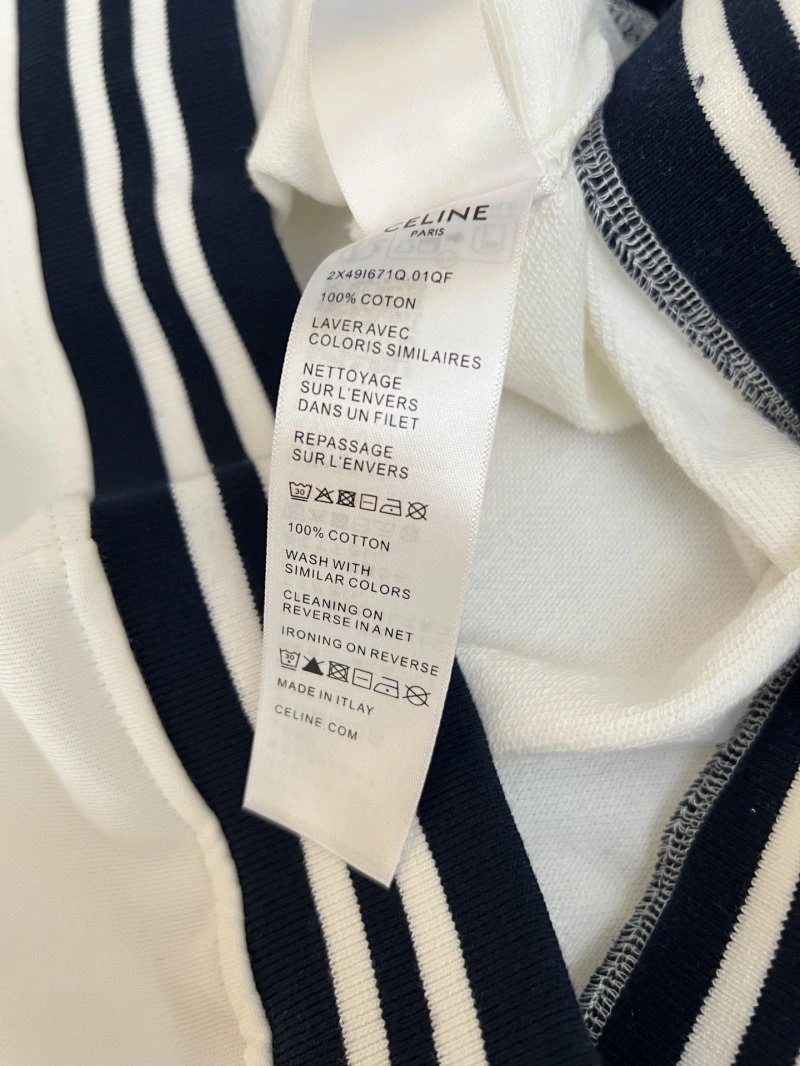 CELINE
PARIS
2X49I671Q.01QF
100% COTON
LAVER AVEC
COLORIS SIMILAIRES
NETTOYAGE
SUR L'ENVERS
DANS UN FILET
REPASSAGE
SUR L'ENVERS
30
100% COTTON
WASH WITH
SIMILAR COLORS
CLEANING ON
REVERSE IN A NET
IRONING ON REVERSE
30
MADE IN ITLAY
CELINE.COM